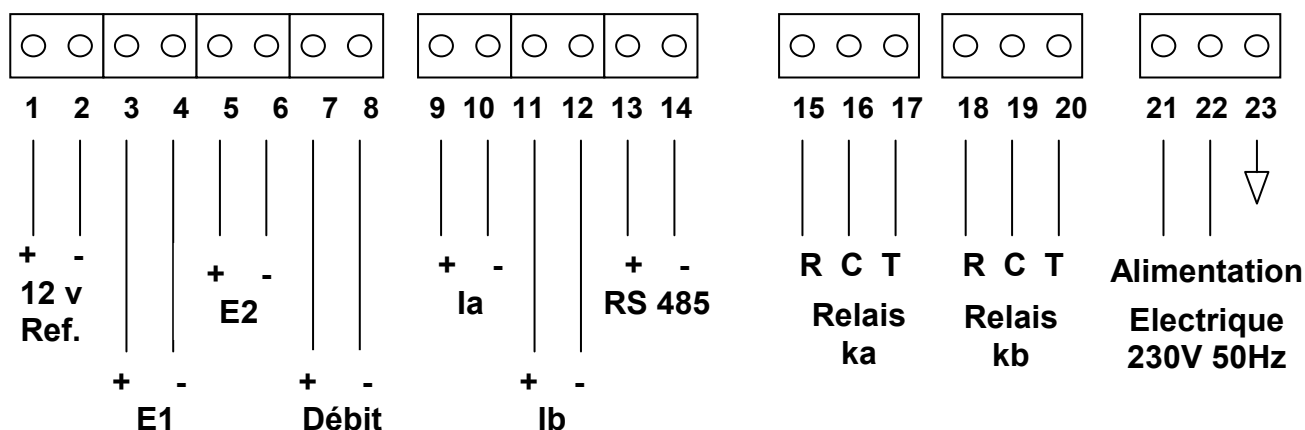 1 2 3 4 5 6 7 8 9 10 11 12 13 14 15 16 17 18 19 20 21 22 23
+ -
12 v
Ref.
+ -
E1
+ -
E2
+ -
Débit
+ -
Ia
+ -
Ib
+ -
RS 485
R C T
Relais
ka
R C T
Relais
kb
Alimentation
Electrique
230V 50Hz